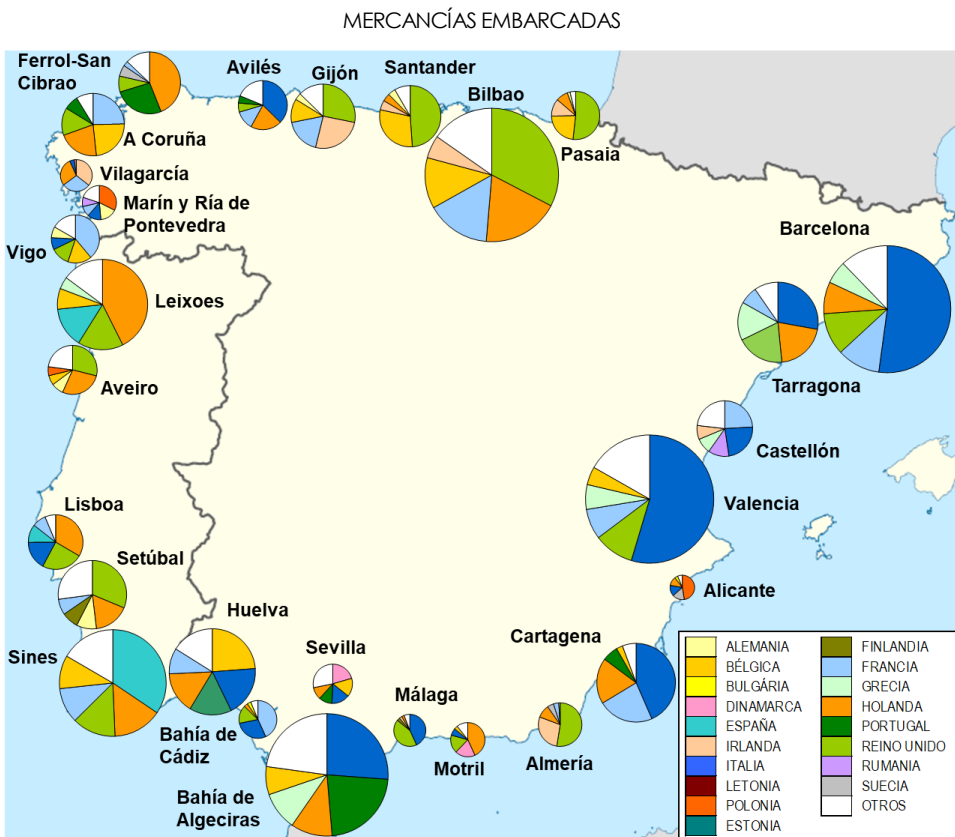 MERCANCÍAS EMBARCADAS
Ferrol-San
Cibrao
Avilés
Gijón
Santander
Bilbao
Pasaia
A Coruña
Vilagarcía
Marín y Ría de
Pontevedra
Vigo
Barcelona
Leixoes
Tarragona
Aveiro
Castellón
Valencia
Lisboa
Setúbal
Alicante
Huelva
Cartagena
Sines
Sevilla
Málaga
Bahía de
Cádiz
Motril
Almería
Bahía de
Algeciras
ALEMANIA
BÉLGICA
BULGÁRIA
DINAMARCA
ESPAÑA
IRLANDA
ITALIA
LETONIA
POLONIA
ESTONIA
FINLANDIA
FRANCIA
GRECIA
HOLANDA
PORTUGAL
REINO UNIDO
RUMANIA
SUECIA
OTROS